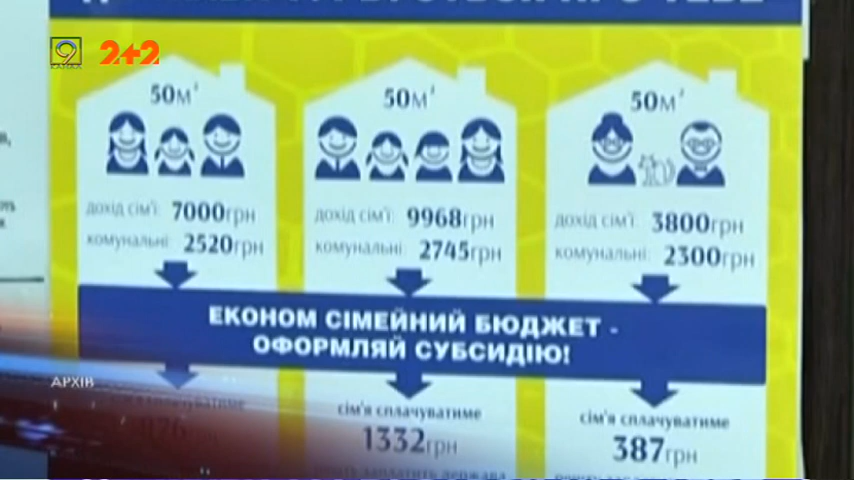 2+2
50м²
50м²
50м²
дохід сім'ї: 7000грн
комунальні: 2520грн
дохід сім'ї: 9968грн
комунальні: 2745грн
дохід сім'ї: 3800грн
комунальні: 2300грн
ЕКОНОМ СІМЕЙНИЙ БЮДЖЕТ -
ОФОРМЛЯЙ СУБСИДІЮ!
АРХІВ
сім'я сплачуватиме
1332грн
сім'я сплачуватиме
387грн